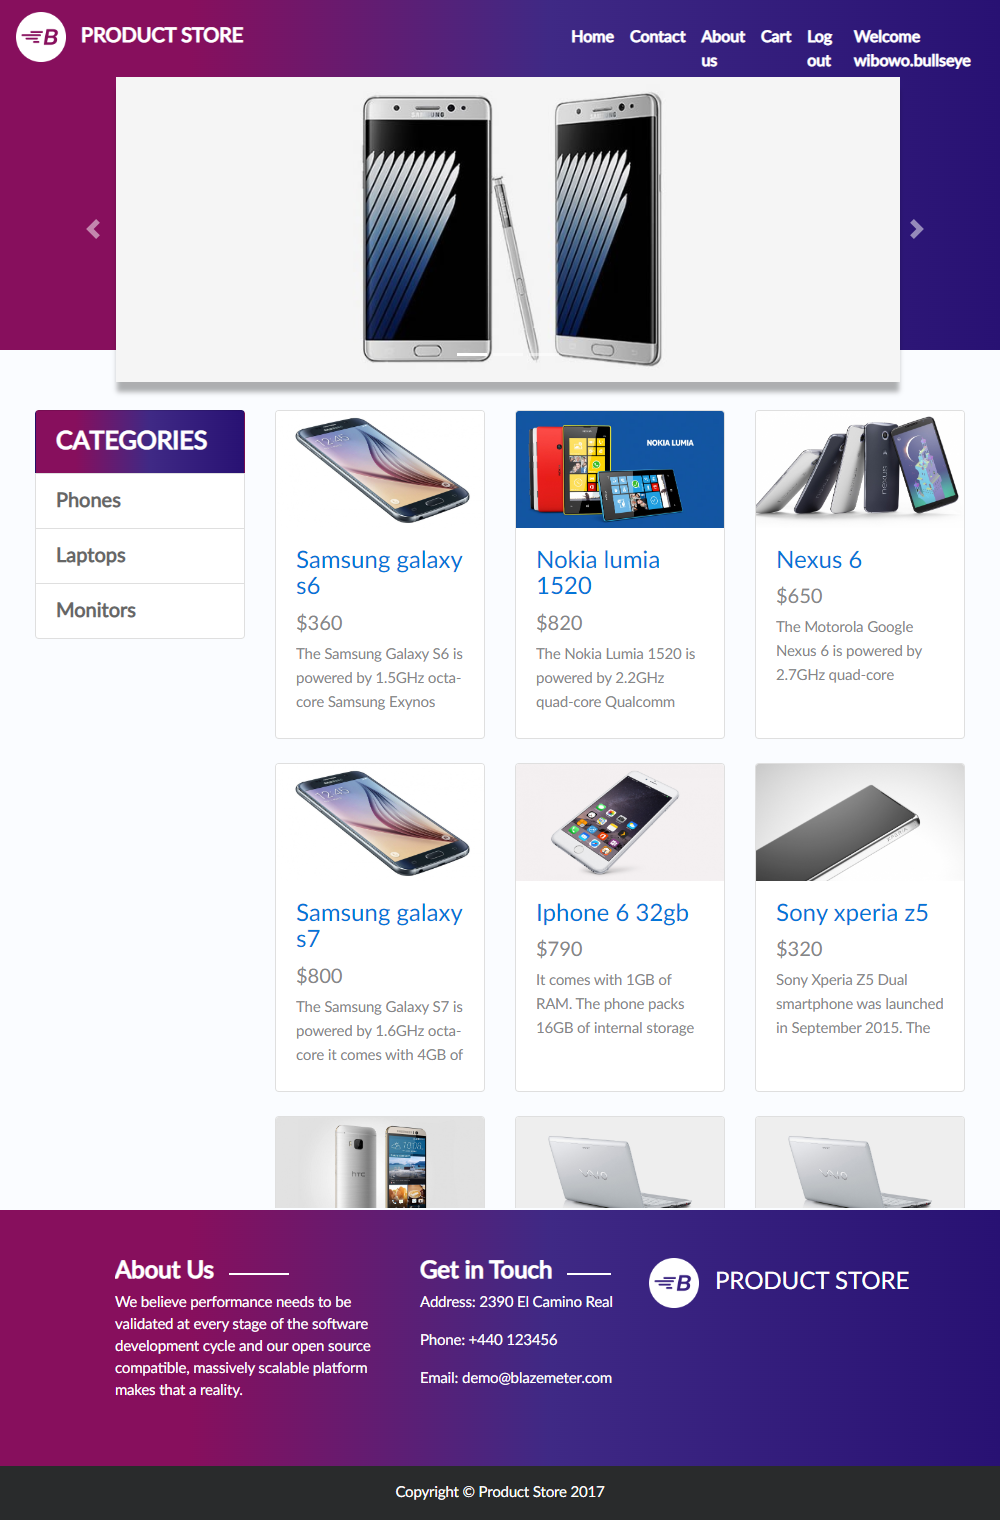 B PRODUCT STORE
Home Contact About us Cart Log out Welcome wibowo.bullseye
SAMSUNG
SAMSUNG
CATEGORIES
Phones
Laptops
Monitors
NOKIA LUMIA
Samsung galaxy
s6
$360
The Samsung Galaxy S6 is
powered by 1.5GHz octa-
core Samsung Exynos
Nokia lumia
1520
$820
The Nokia Lumia 1520 is
powered by 2.2GHz
quad-core Qualcomm
nexus
Nexus 6
$650
The Motorola Google
Nexus 6 is powered by
2.7GHz quad-core
Samsung galaxy
s7
$800
The Samsung Galaxy S7 is
powered by 1.6GHz octa-
core it comes with 4GB of
Iphone 6 32gb
$790
It comes with 1GB of
RAM. The phone packs
16GB of internal storage
XPERIA
Sony xperia z5
$320
Sony Xperia Z5 Dual
smartphone was launched
in September 2015. The
hTC
VAIO
VAIO
About Us
We believe performance needs to be
validated at every stage of the software
development cycle and our open source
compatible, massively scalable platform
makes that a reality.
Get in Touch
Address: 2390 El Camino Real
Phone: +440 123456
Email: demo@blazemeter.com
B PRODUCT STORE
Copyright © Product Store 2017